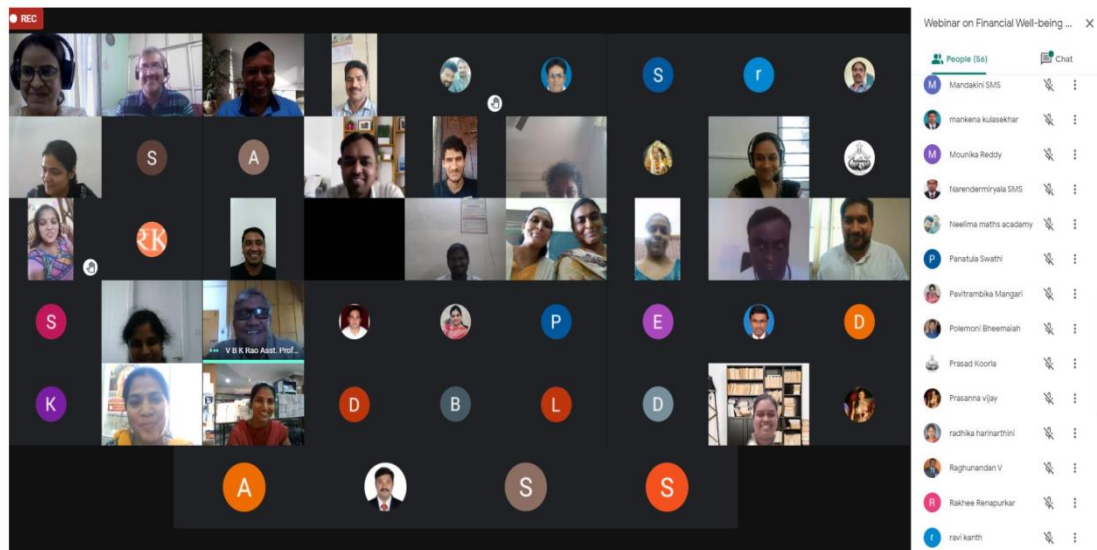 REC
Webinar on Financial Well-being ...
People (56)
Chat
S
r
S
A
RK
S
V B K Rao Asst. Prof...
P
E
D
K
D
B
L
D
A
S
S
M Mandakini SMS
mankena kulasekhar
M Mounika Reddy
Narendermiryala SMS
Neelima maths acadamy
P Panatula Swathi
Pavitrambika Mangari
Polemoni Bheemaiah
Prasad Koorla
Prasanna vijay
radhika harinarthini
Raghunandan V
R Rakhee Renapurkar
r ravi kanth